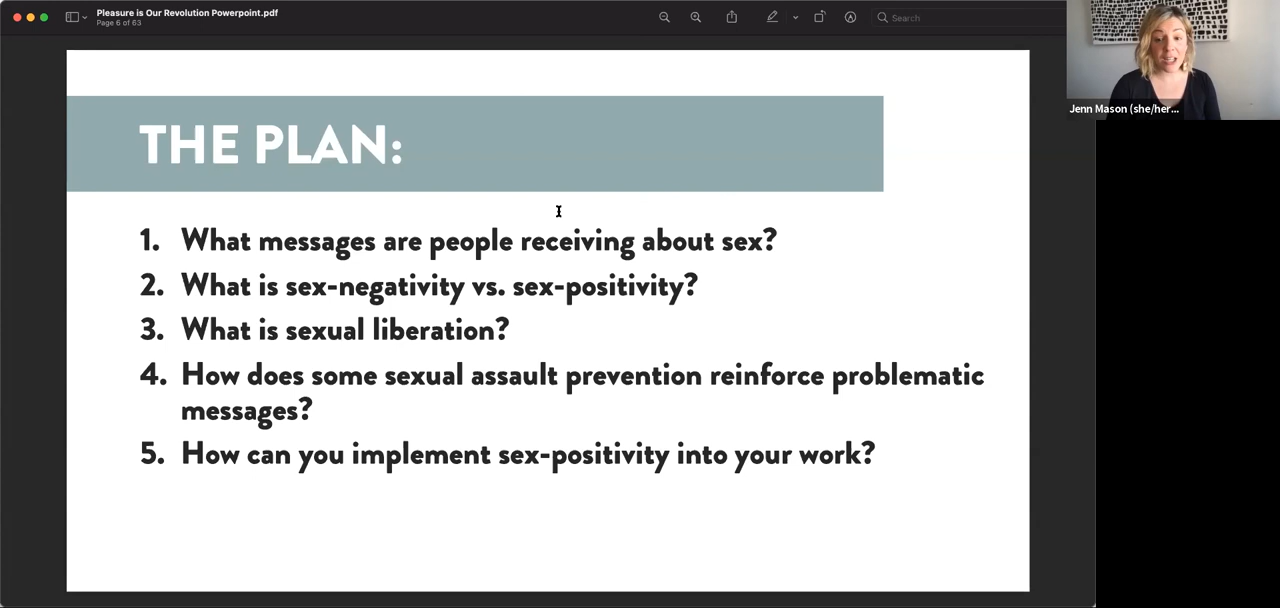 Pleasure is Our Revolution Powerpoint.pdf
Page 6 of 63
Search
Jenn Mason (she/her...
THE PLAN:
1. What messages are people receiving about sex?
2. What is sex-negativity vs. sex-positivity?
3. What is sexual liberation?
4. How does some sexual assault prevention reinforce problematic
messages?
5. How can you implement sex-positivity into your work?